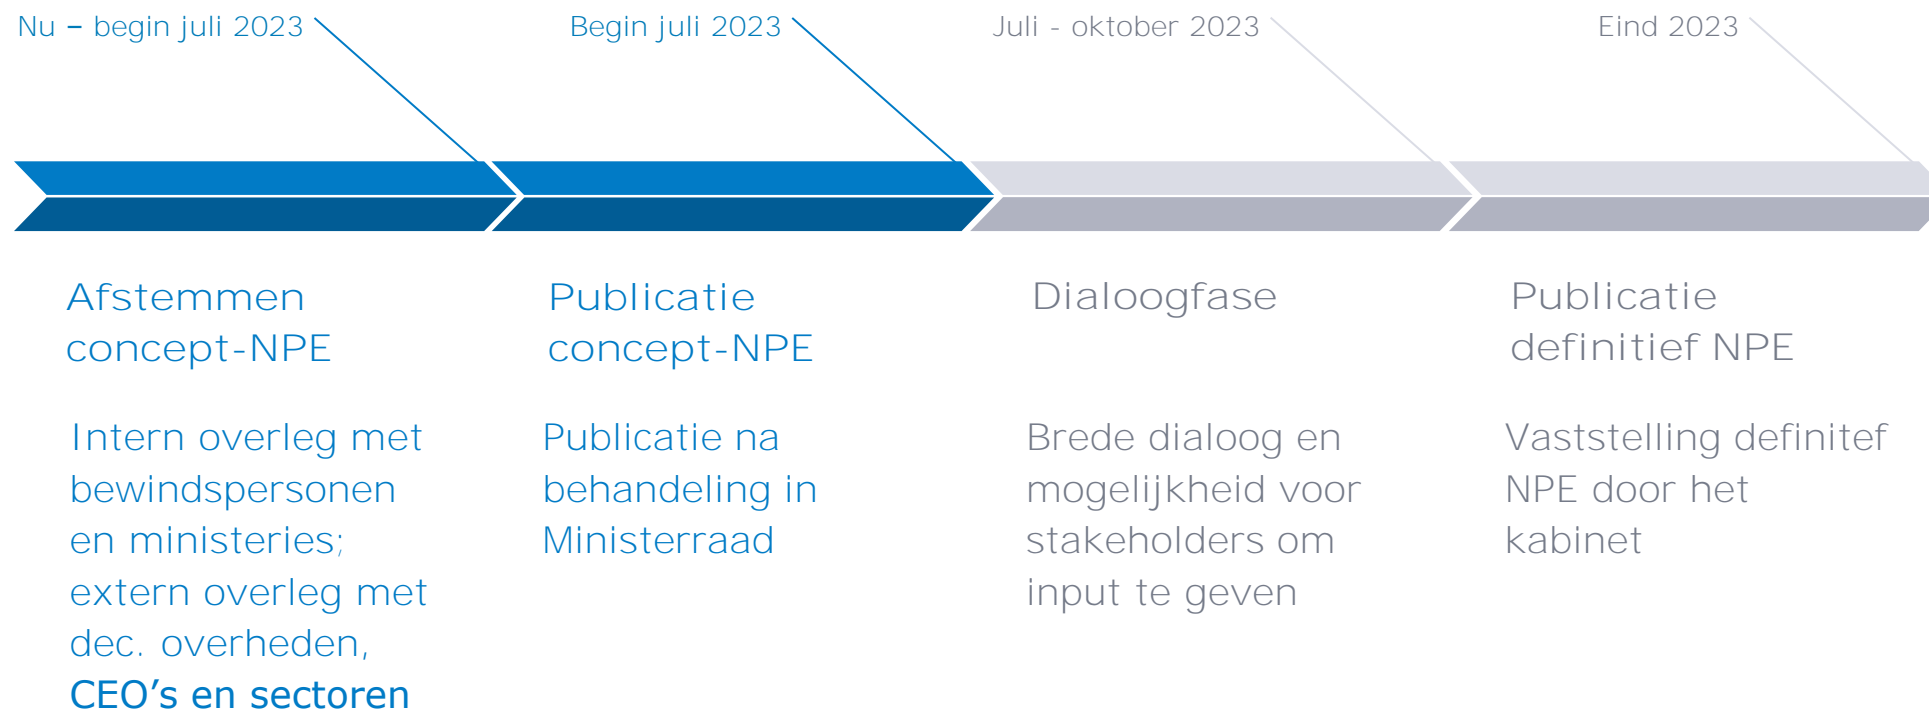 Nu – begin juli 2023
Begin juli 2023
Juli - oktober 2023
Eind 2023
Afstemmen
concept-NPE
Intern overleg met
bewindspersonen
en ministeries;
extern overleg met
dec. overheden,
CEO’s en sectoren
Publicatie
concept-NPE
Publicatie na
behandeling in
Ministerraad
Dialoogfase
Brede dialoog en
mogelijkheid voor
stakeholders om
input te geven
Publicatie
definitief NPE
Vaststelling definitef
NPE door het
kabinet